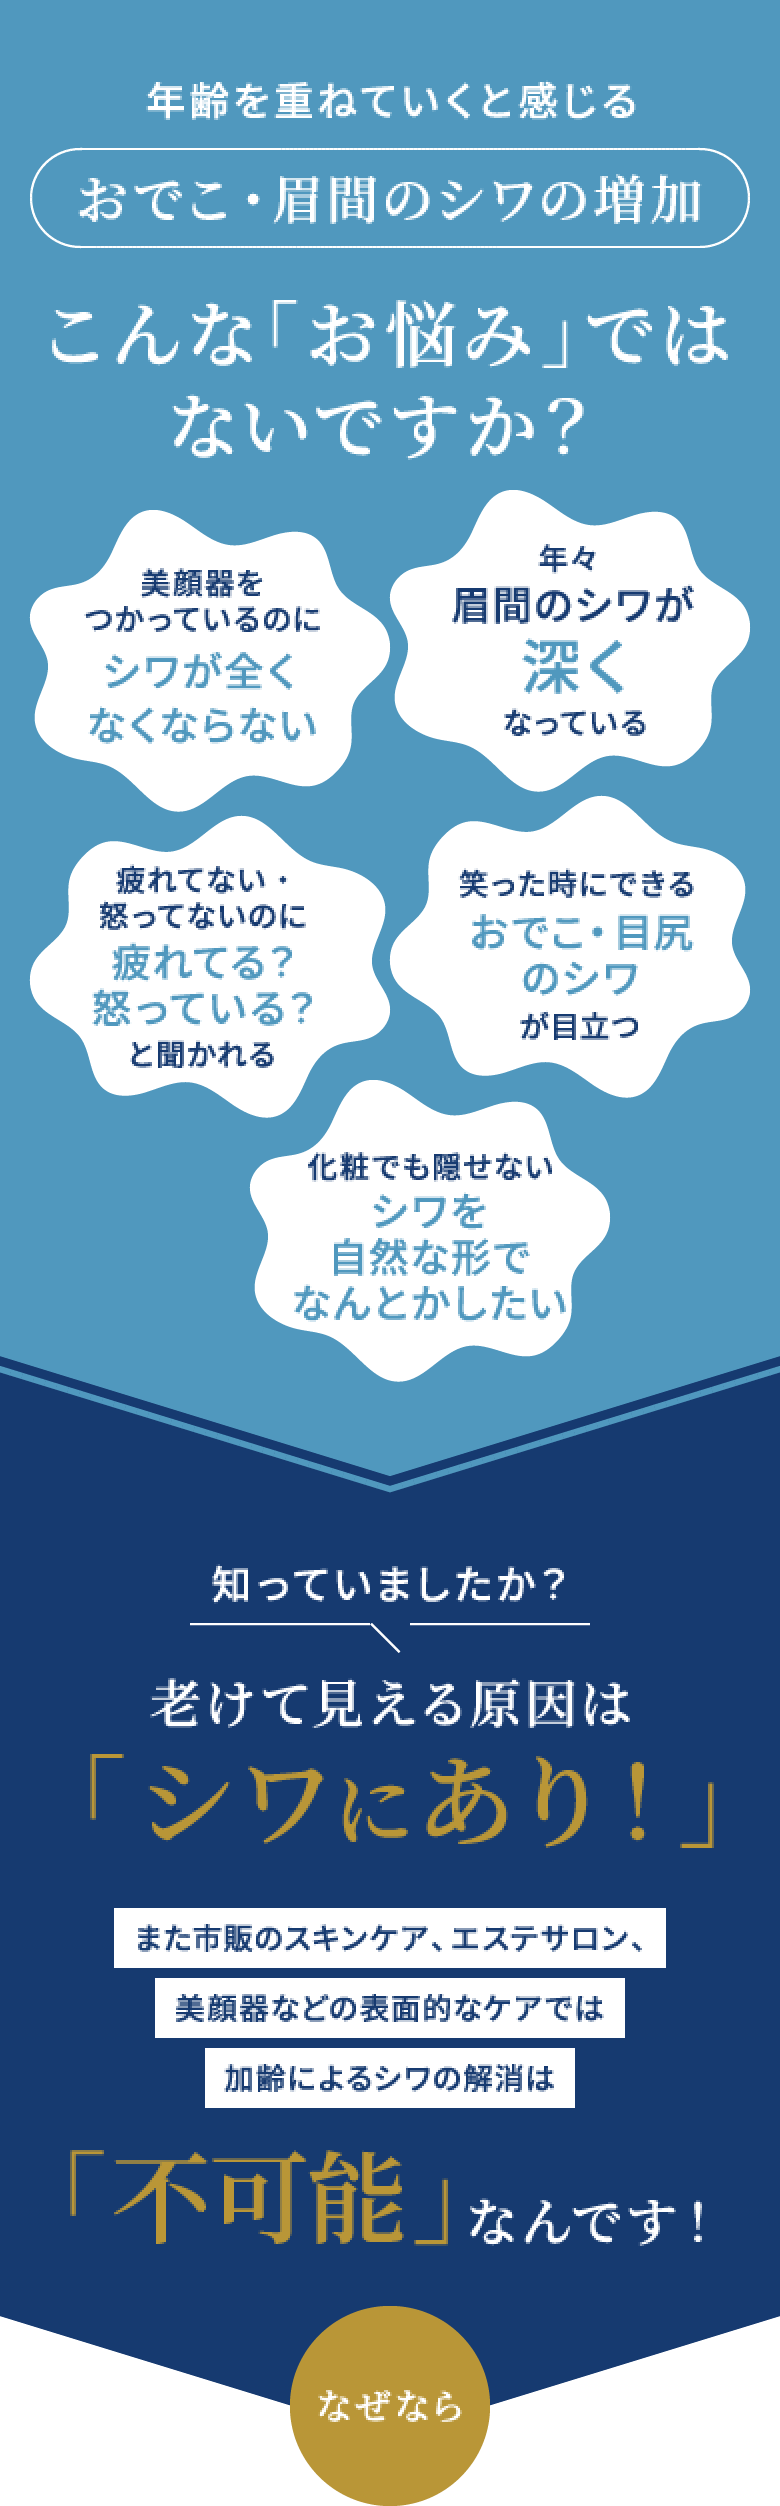 年齢を重ねていくと感じる
おでこ・眉間のシワの増加
こんな「お悩み」では
ないですか？
美顔器を
つかっているのに
シワが全く
なくならない
年々
眉間のシワが
深く
なっている
疲れてない・
怒ってないのに
疲れてる？
怒っている？
と聞かれる
笑った時にできる
おでこ・目尻
のシワ
が目立つ
化粧でも隠せない
シワを
自然な形で
なんとかしたい
知っていましたか？
老けて見える原因は
「シワにあり！」
また市販のスキンケア、エステサロン、
美顔器などの表面的なケアでは
加齢によるシワの解消は
「不可能」なんです！
なぜなら